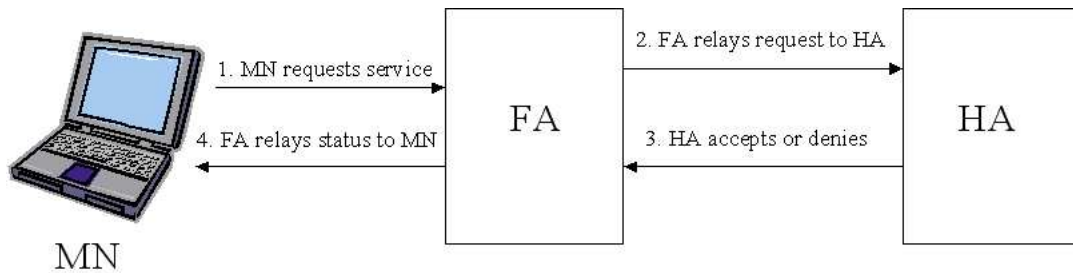 1. MN requests service
2. FA relays request to HA
FA
HA
4. FA relays status to MN
3. HA accepts or denies
MN